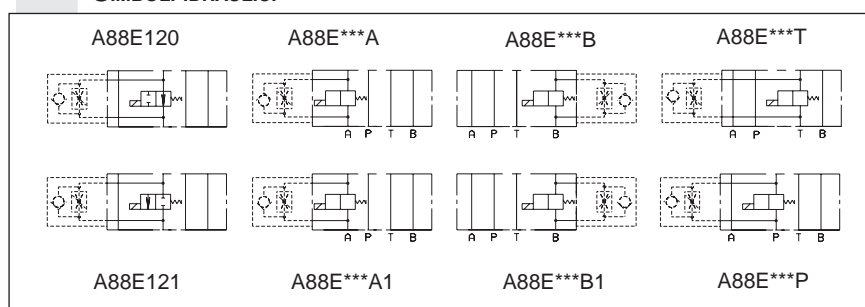 A88E120 A88E***A A88E***B A88E***T
A P T B A P T B A P T B
A P T B A P T B A P T B
A88E121 A88E***A1 A88E***B1 A88E***P